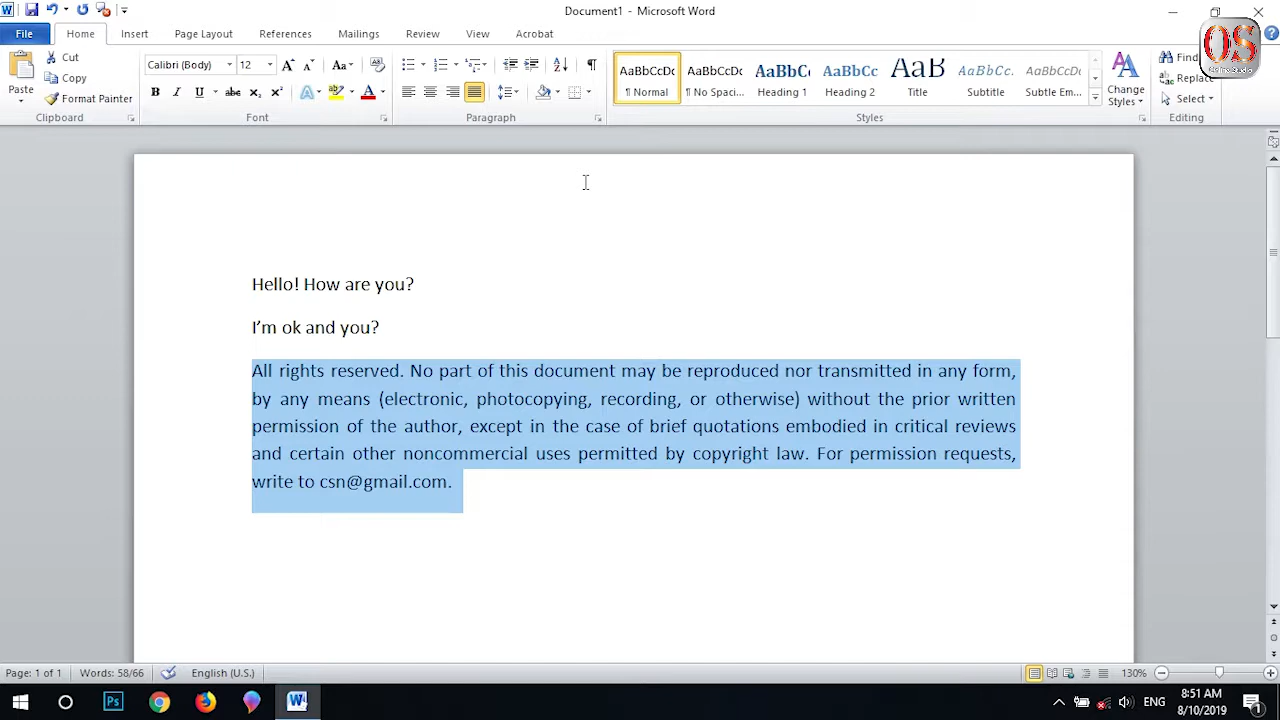 Document1 - Microsoft Word
File Home Insert Page Layout References Mailings Review View Acrobat
Paste
Cut
Copy
Format Painter
Clipboard
Calibri (Body) 12
Font
Paragraph
AaBbCcDc AaBbCcDc AaBbCc AaBbCc AaB AaBbCc. AaBbCcDc
¶ Normal ¶ No Spaci... Heading 1 Heading 2 Title Subtitle Subtle Em...
Change
Styles
Styles
Find
Replace
Select
Editing
OS
Hello! How are you?
I’m ok and you?
All rights reserved. No part of this document may be reproduced nor transmitted in any form,
by any means (electronic, photocopying, recording, or otherwise) without the prior written
permission of the author, except in the case of brief quotations embodied in critical reviews
and certain other noncommercial uses permitted by copyright law. For permission requests,
write to csn@gmail.com.
Page: 1 of 1 Words: 58/66 English (U.S.) 130%
ENG
8:51 AM
8/10/2019